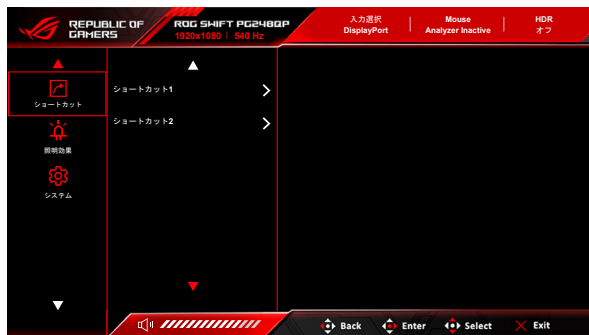 REPUBLIC OF
GAMERS
ROG SWIFT PG248QP
1920x1080 | 540 Hz
入力選択
DisplayPort
Mouse
Analyzer Inactive
HDR
オフ
ショートカット
照明効果
システム
ショートカット1
ショートカット2
Back
Enter
Select
Exit